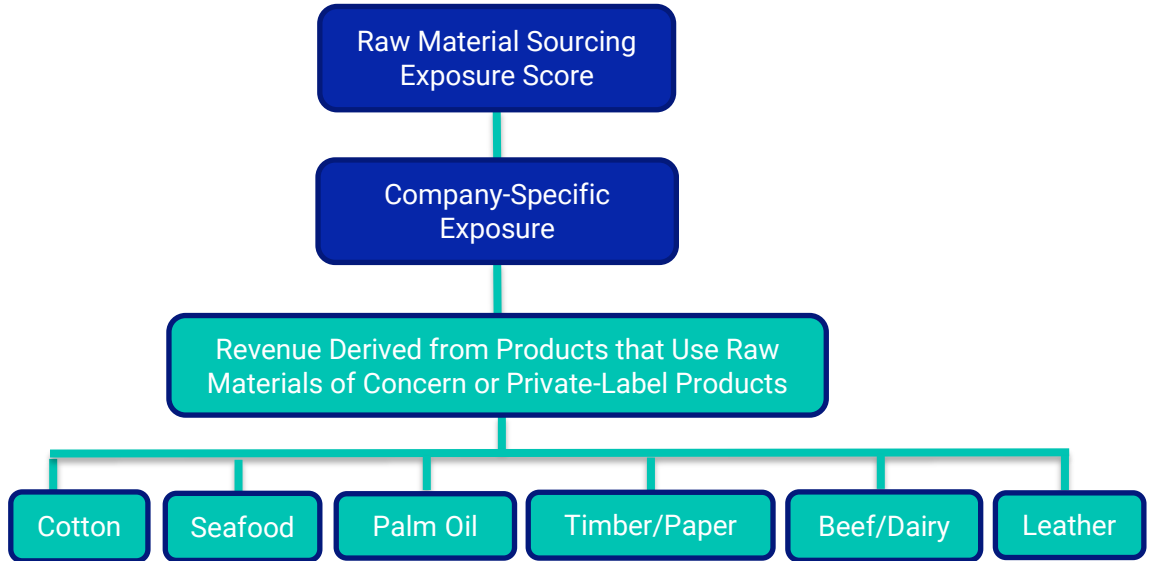 Raw Material Sourcing
Exposure Score
Company-Specific
Exposure
Revenue Derived from Products that Use Raw
Materials of Concern or Private-Label Products
Cotton
Seafood
Palm Oil
Timber/Paper
Beef/Dairy
Leather